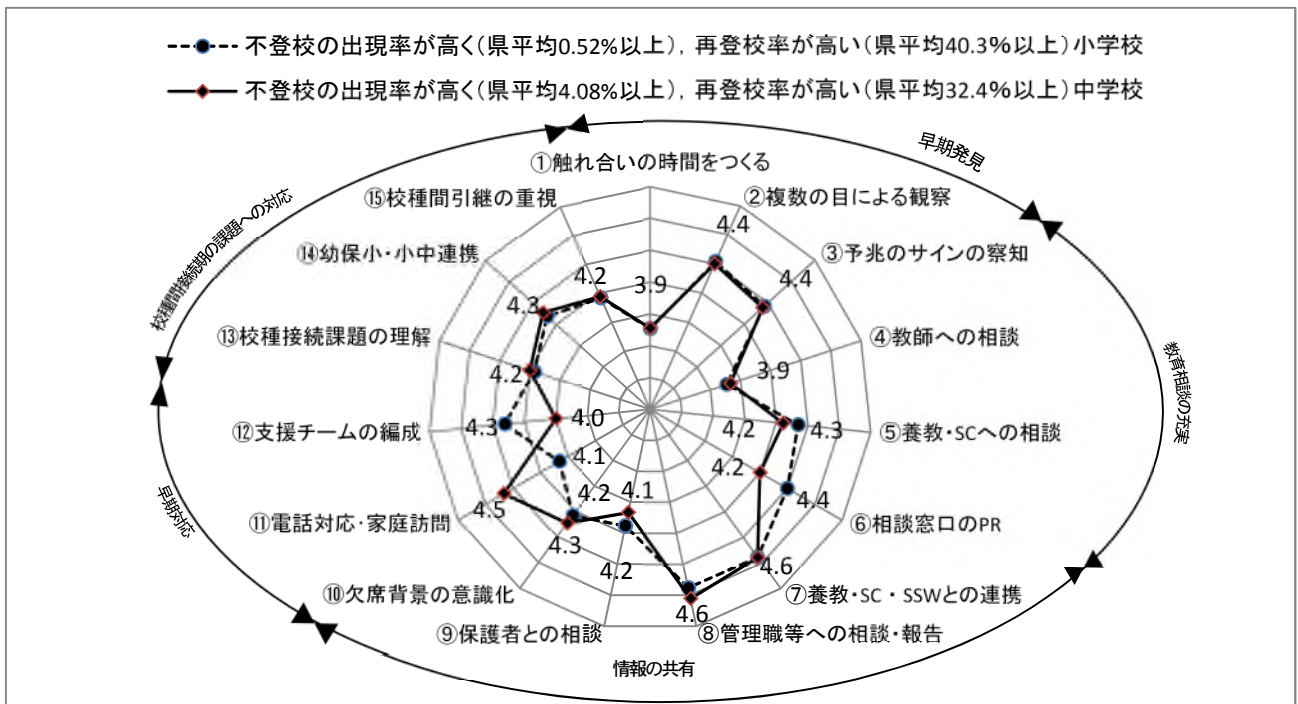 不登校の出現率が高く(県平均0.52%以上),再登校率が高い(県平均40.3%以上)小学校
不登校の出現率が高く(県平均4.08%以上),再登校率が高い(県平均32.4%以上)中学校
早期発見
①触れ合いの時間をつくる
⑮校種間引継の重視
②複数の目による観察
校種間接続期の課題への対応
⑭幼保小・小中連携
③予兆のサインの察知
⑬校種接続課題の理解
④教師への相談
教育相談の充実
⑫支援チームの編成
⑤養教・SCへの相談
早期対応
⑪電話対応・家庭訪問
⑥相談窓口のPR
⑩欠席背景の意識化
⑦養教・SC・SSWとの連携
⑨保護者との相談
⑧管理職等への相談・報告
情報の共有
4.4
4.2
3.9
4.4
4.3
3.9
4.2
4.3
4.0
4.2
4.3
4.1
4.2
4.4
4.5
4.2
4.1
4.3
4.2
4.6
4.6